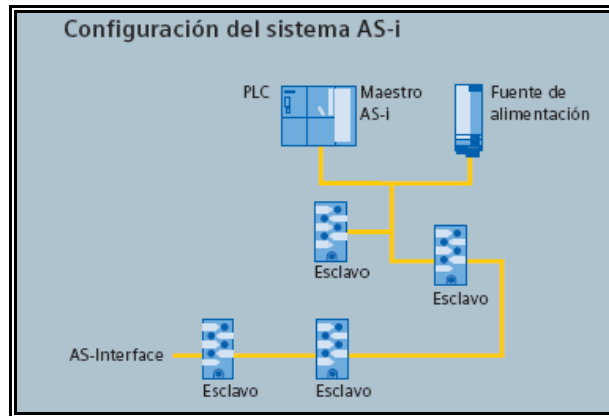 Configuración del sistema AS-i
PLC
Maestro
AS-i
Fuente de
alimentación
Esclavo
Esclavo
AS-Interface
Esclavo
Esclavo